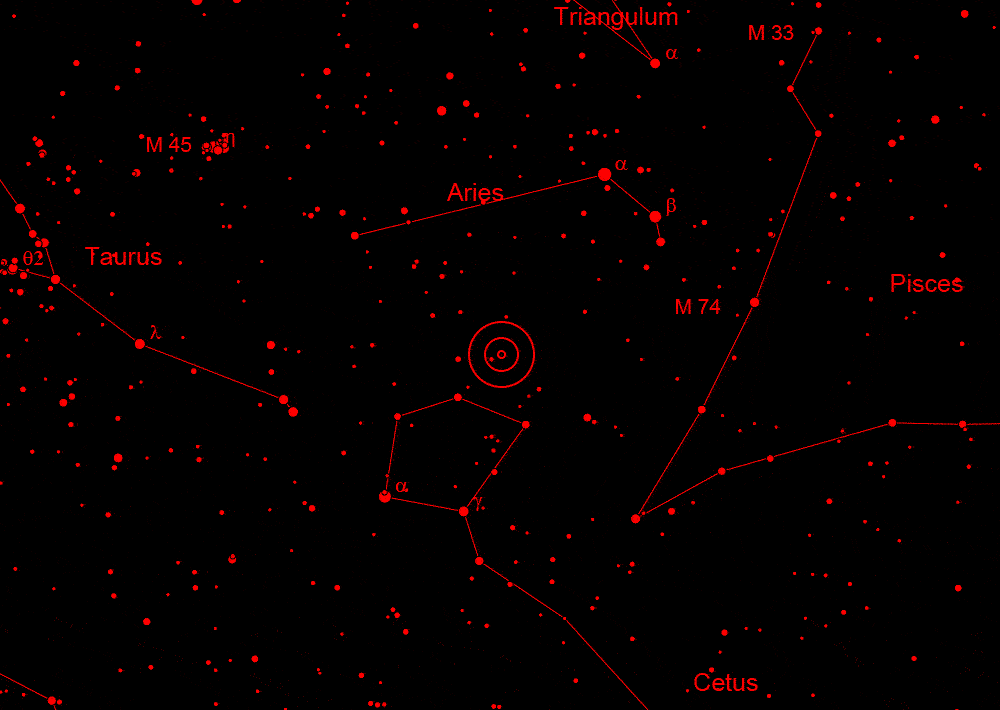 Triangulum
α
M 33
M 45
η
Aries
α
β
θ2
Taurus
Pisces
M 74
λ
α
γ
Cetus